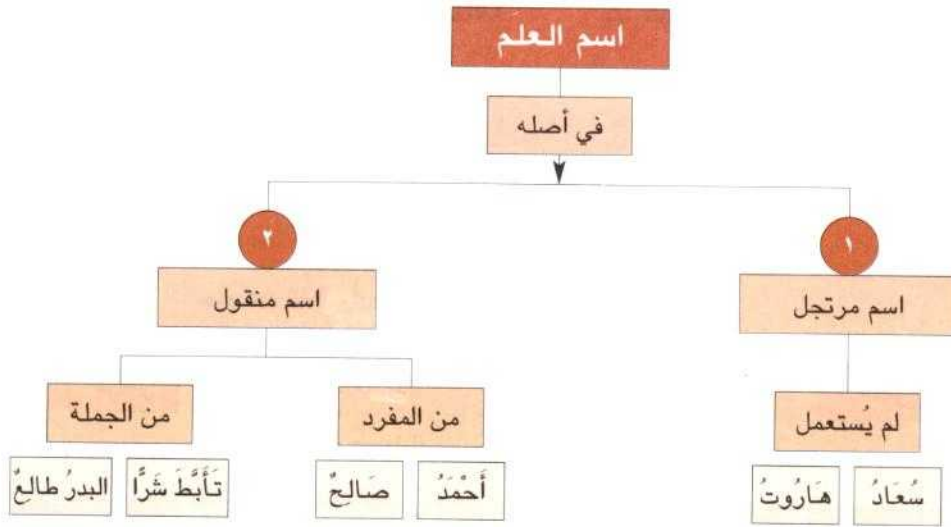 اسم العلم
في أصله
١
٢
اسم مرتجل
اسم منقول
لم يُستعمل
من المفرد
من الجملة
سُعَادُ
هَارُوتُ
أَحْمَدُ
صَالِحٌ
تَأَبَّطَ شَرًّا
البدرُ طالعٌ